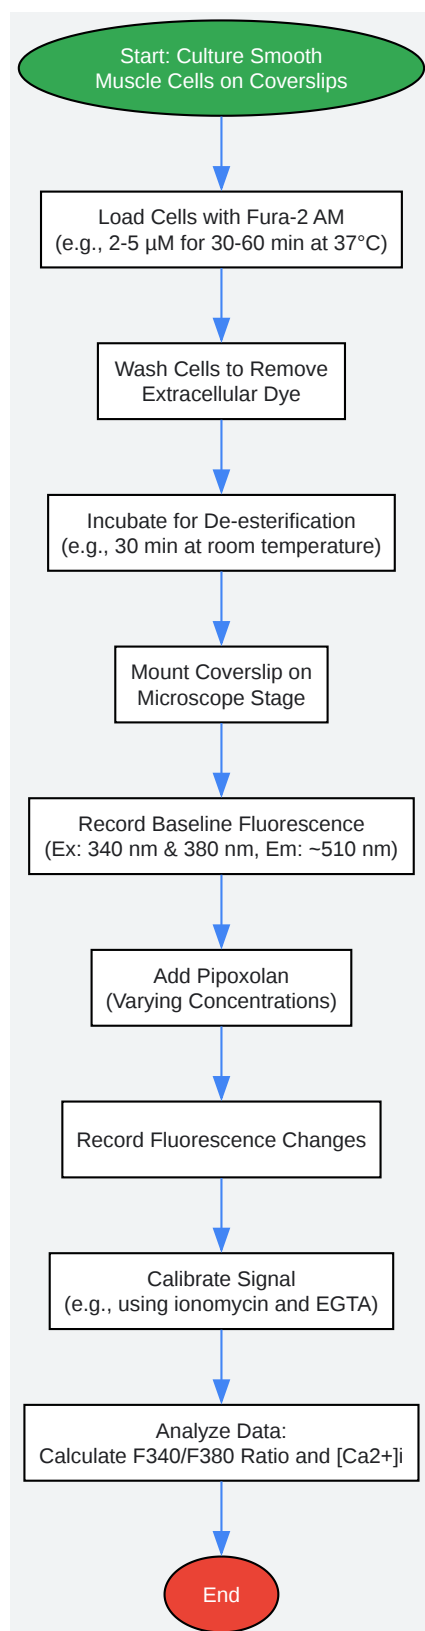 Start: Culture Smooth
Muscle Cells on Coverslips
Load Cells with Fura-2 AM
(e.g., 2-5 µM for 30-60 min at 37°C)
Wash Cells to Remove
Extracellular Dye
Incubate for De-esterification
(e.g., 30 min at room temperature)
Mount Coverslip on
Microscope Stage
Record Baseline Fluorescence
(Ex: 340 nm & 380 nm, Em: ~510 nm)
Add Pipoxolan
(Varying Concentrations)
Record Fluorescence Changes
Calibrate Signal
(e.g., using ionomycin and EGTA)
Analyze Data:
Calculate F340/F380 Ratio and [Ca2+]i
End